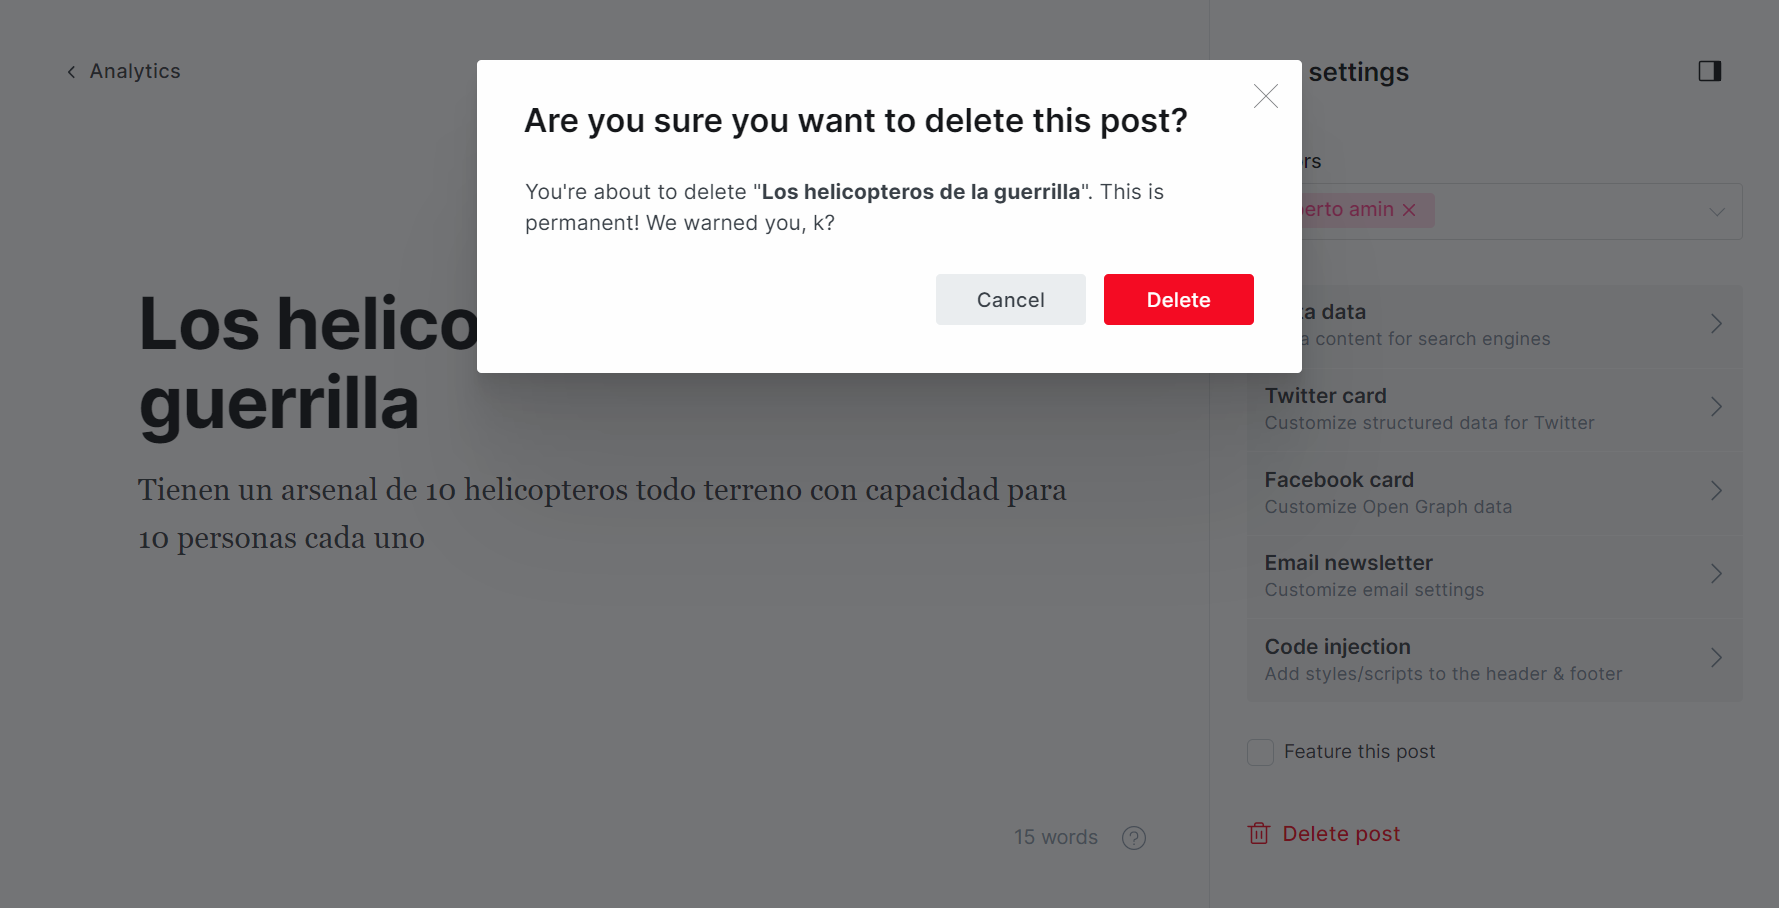 Analytics
settings
Are you sure you want to delete this post?
You're about to delete "Los helicopteros de la guerrilla". This is
permanent! We warned you, k?
Cancel
Delete
Los helico
guerrilla
Tienen un arsenal de 10 helicopteros todo terreno con capacidad para
10 personas cada uno
15 words
?
rs
erto amin
a data
a content for search engines
Twitter card
Customize structured data for Twitter
Facebook card
Customize Open Graph data
Email newsletter
Customize email settings
Code injection
Add styles/scripts to the header & footer
Feature this post
Delete post